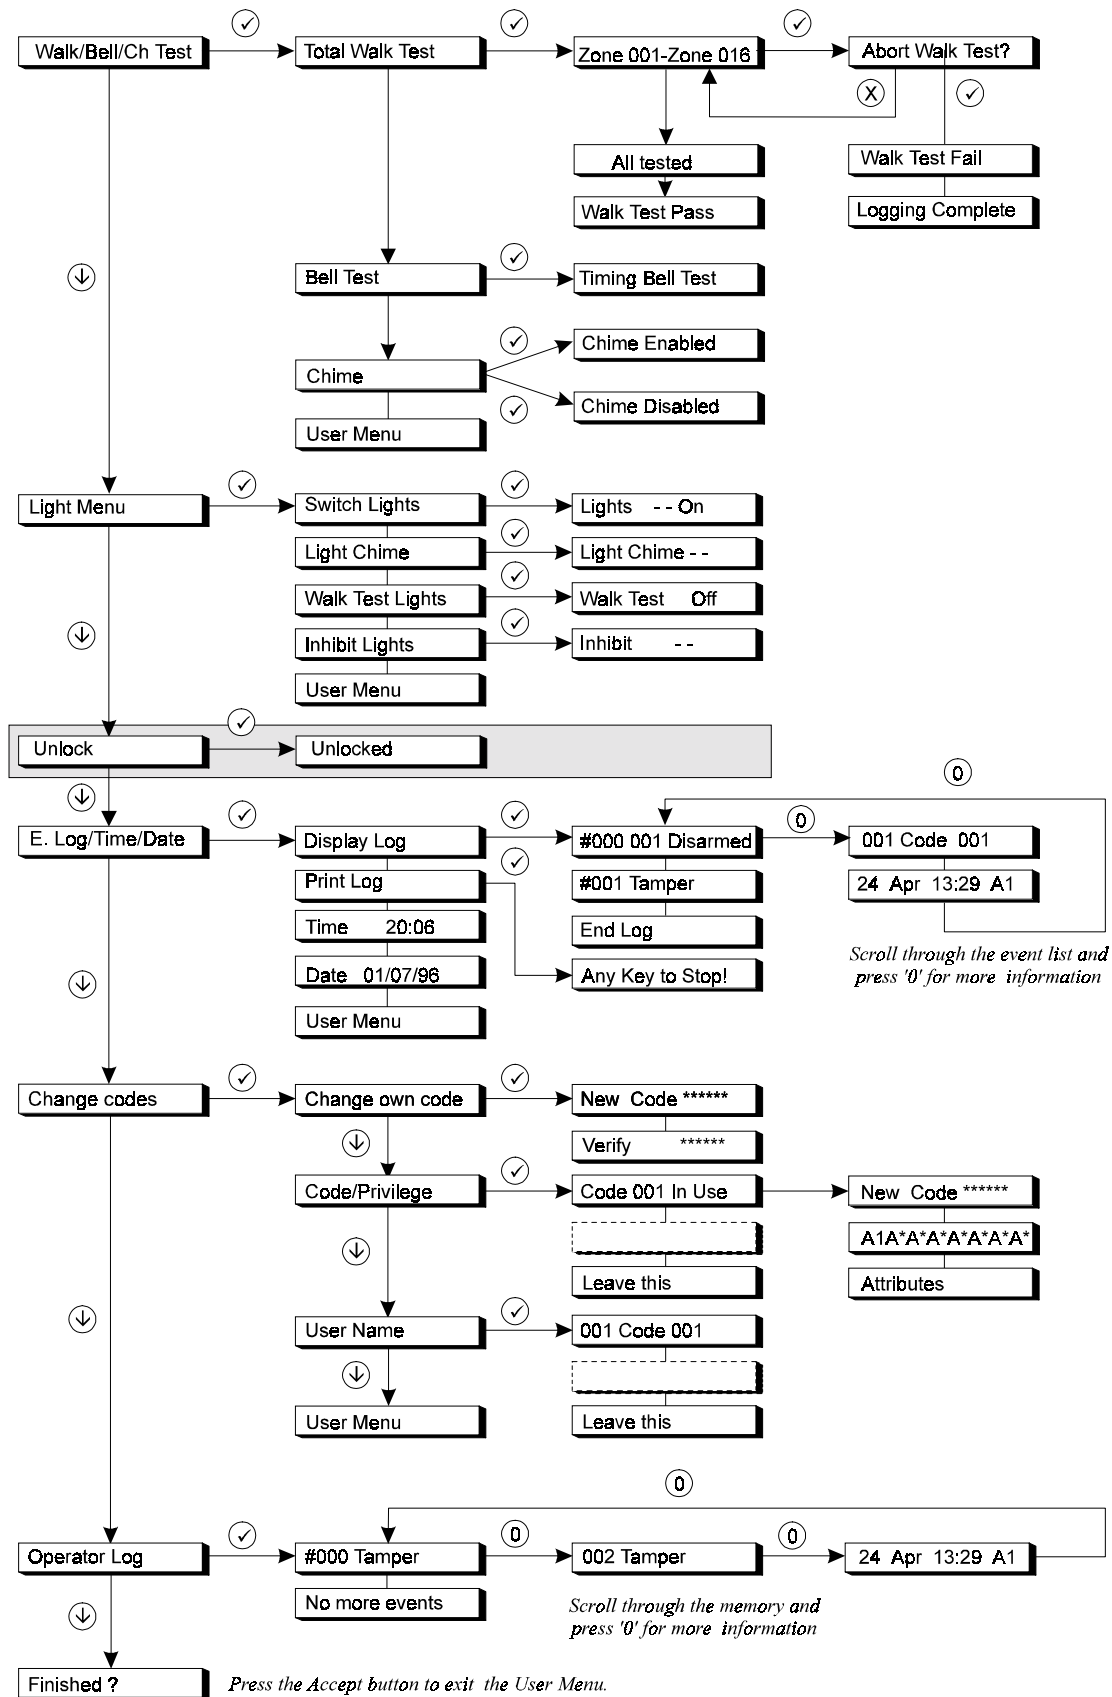 Walk/Bell/Ch Test
Total Walk Test
Zone 001-Zone 016
Abort Walk Test?
X
All tested
Walk Test Fail
Walk Test Pass
Logging Complete
Bell Test
Timing Bell Test
Chime Enabled
Chime
Chime Disabled
User Menu
Light Menu
Switch Lights
Lights - - On
Light Chime
Light Chime - -
Walk Test Lights
Walk Test Off
Inhibit Lights
Inhibit - -
User Menu
Unlock
Unlocked
0
0
E. Log/Time/Date
Display Log
#000 001 Disarmed
001 Code 001
Print Log
#001 Tamper
24 Apr 13:29 A1
Time 20:06
End Log
Scroll through the event list and
press '0' for more information
Date 01/07/96
Any Key to Stop!
User Menu
Change codes
Change own code
New Code ******
Verify ******
Code/Privilege
Code 001 In Use
New Code ******
A1A*A*A*A*A*A*A*
Leave this
Attributes
User Name
001 Code 001
User Menu
Leave this
0
0
0
Operator Log
#000 Tamper
002 Tamper
24 Apr 13:29 A1
No more events
Scroll through the memory and
press '0' for more information
Finished ?
Press the Accept button to exit the User Menu.